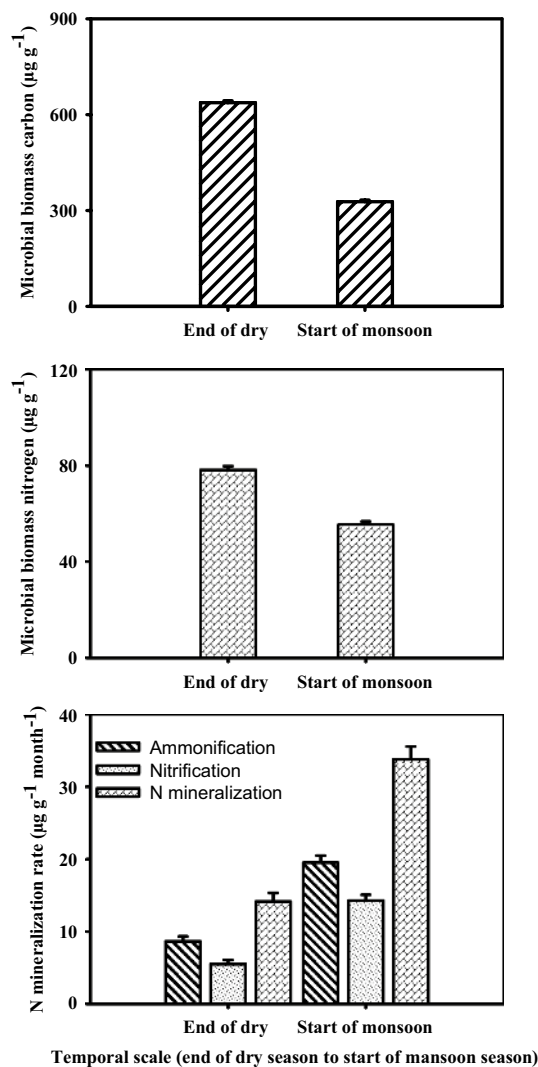 900
600
300
0
Microbial biomass carbon (µg g-1)
End of dry Start of monsoon
120
80
40
0
Microbial biomass nitrogen (µg g-1)
End of dry Start of monsoon
40
30
20
10
0
N mineralization rate (µg g-1 month-1)
Ammonification
Nitrification
N mineralization
End of dry Start of monsoon
Temporal scale (end of dry season to start of mansoon season)